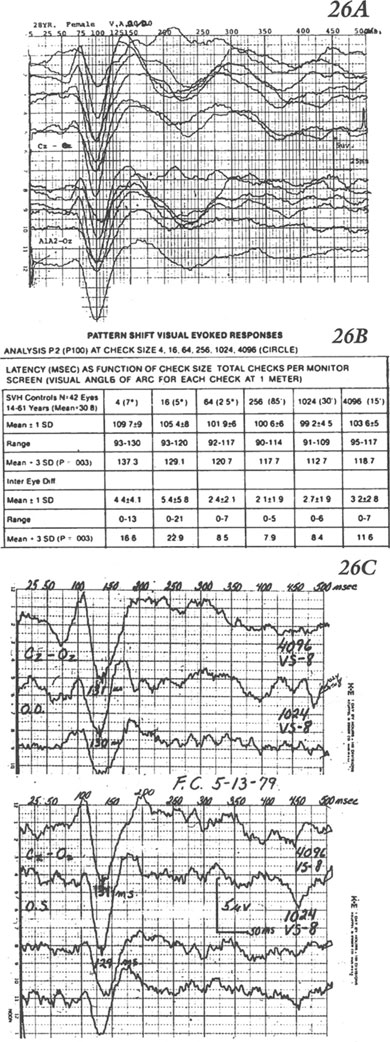 26A
28YR. Female V.A.
-5 25 50 75 100 125 150 200 250 300 350 400 450 500
Cz -
5uv.
25ms
A1A2-Oz
26B
PATTERN SHIFT VISUAL EVOKED RESPONSES
ANALYSIS P2 (P100) AT CHECK SIZE 4, 16, 64, 256, 1024, 4096 (CIRCLE)
LATENCY (MSEC) AS FUNCTION OF CHECK SIZE TOTAL CHECKS PER MONITOR
SCREEN (VISUAL ANGLE OF ARC FOR EACH CHECK AT 1 METER)
SVH Controls N=42 Eyes
14-61 Years (Mean=30 8) 4 (7°) 16 (5°) 64 (2 5°) 256 (85') 1024 (30') 4096 (15')
Mean ± 1 SD 109 7±9 105 4±8 101 9±6 100 6±6 99 2±4 5 103 6±5
Range 93-130 93-120 92-117 90-114 91-109 95-117
Mean + 3 SD (P = 003) 137 3 129 1 120 7 117 7 112 7 118 7
Inter Eye Diff
Mean ± 1 SD 4 4±4 1 5 4±5 8 2 4±2 1 2 1±1 9 2 7±1 9 3 2±2 8
Range 0-13 0-21 0-7 0-5 0-6 0-7
Mean + 3 SD (P = 003) 16 6 22 9 8 5 7 9 8 4 11 6
26C
25 50 100 150 200 250 300 350 400 450 500 msec
Cz-Oz
4096
VS-8
131
O.D.
1024
VS-8
130
K+E
F.C. 5-13-79
25 50 100 150 200 250 300 350 400 450 500 msec
Cz-Oz
4096
VS-8
ms
O.S.
5uv
50ms
1024
VS-8
129 ms
K+E